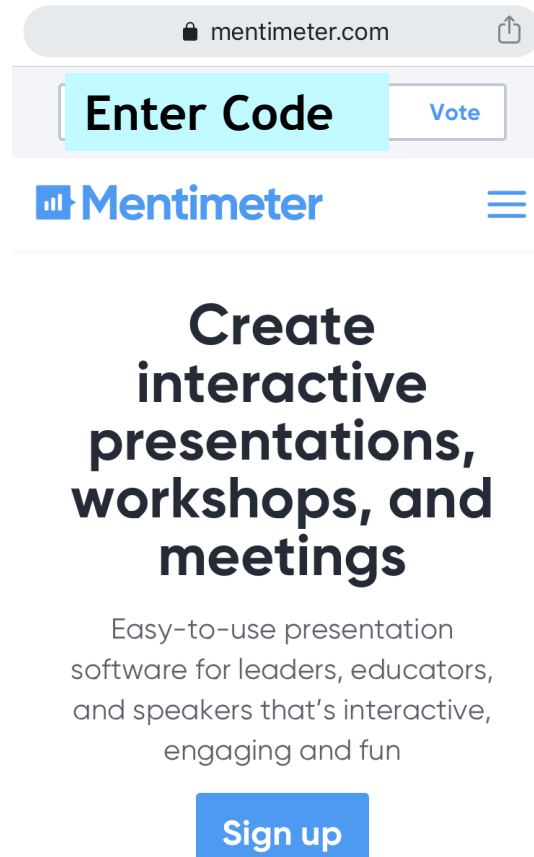 mentimeter.com
Enter Code
Vote
Mentimeter
Create
interactive
presentations,
workshops, and
meetings
Easy-to-use presentation
software for leaders, educators,
and speakers that's interactive,
engaging and fun
Sign up